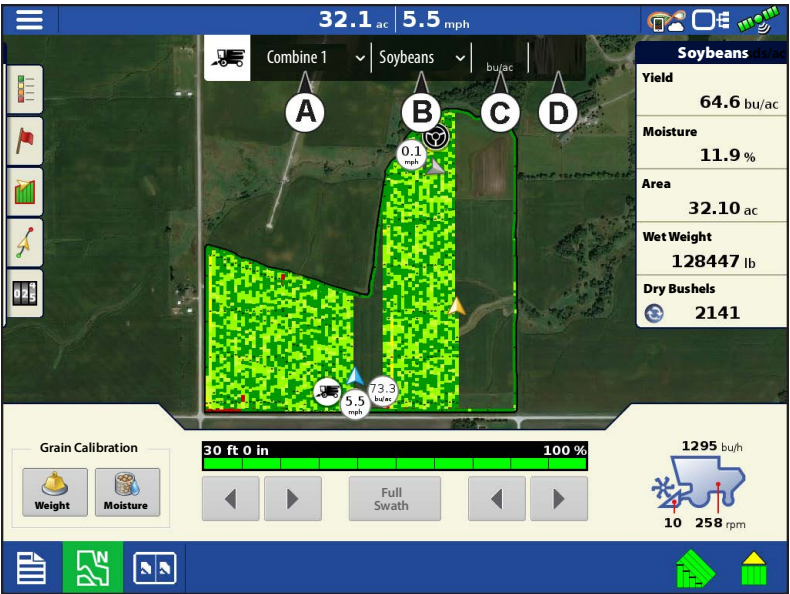 32.1 ac 5.5 mph
Combine 1 Soybeans bu/ac
A B C D
Soybeans
Yield
64.6 bu/ac
Moisture
11.9 %
Area
32.10 ac
Wet Weight
128447 lb
Dry Bushels
2141
0.1
mph
73.3
bu/ac
5.5
mph
Grain Calibration
Weight Moisture
30 ft 0 in 100 %
Full
Swath
1295 bu/h
10 258 rpm
N